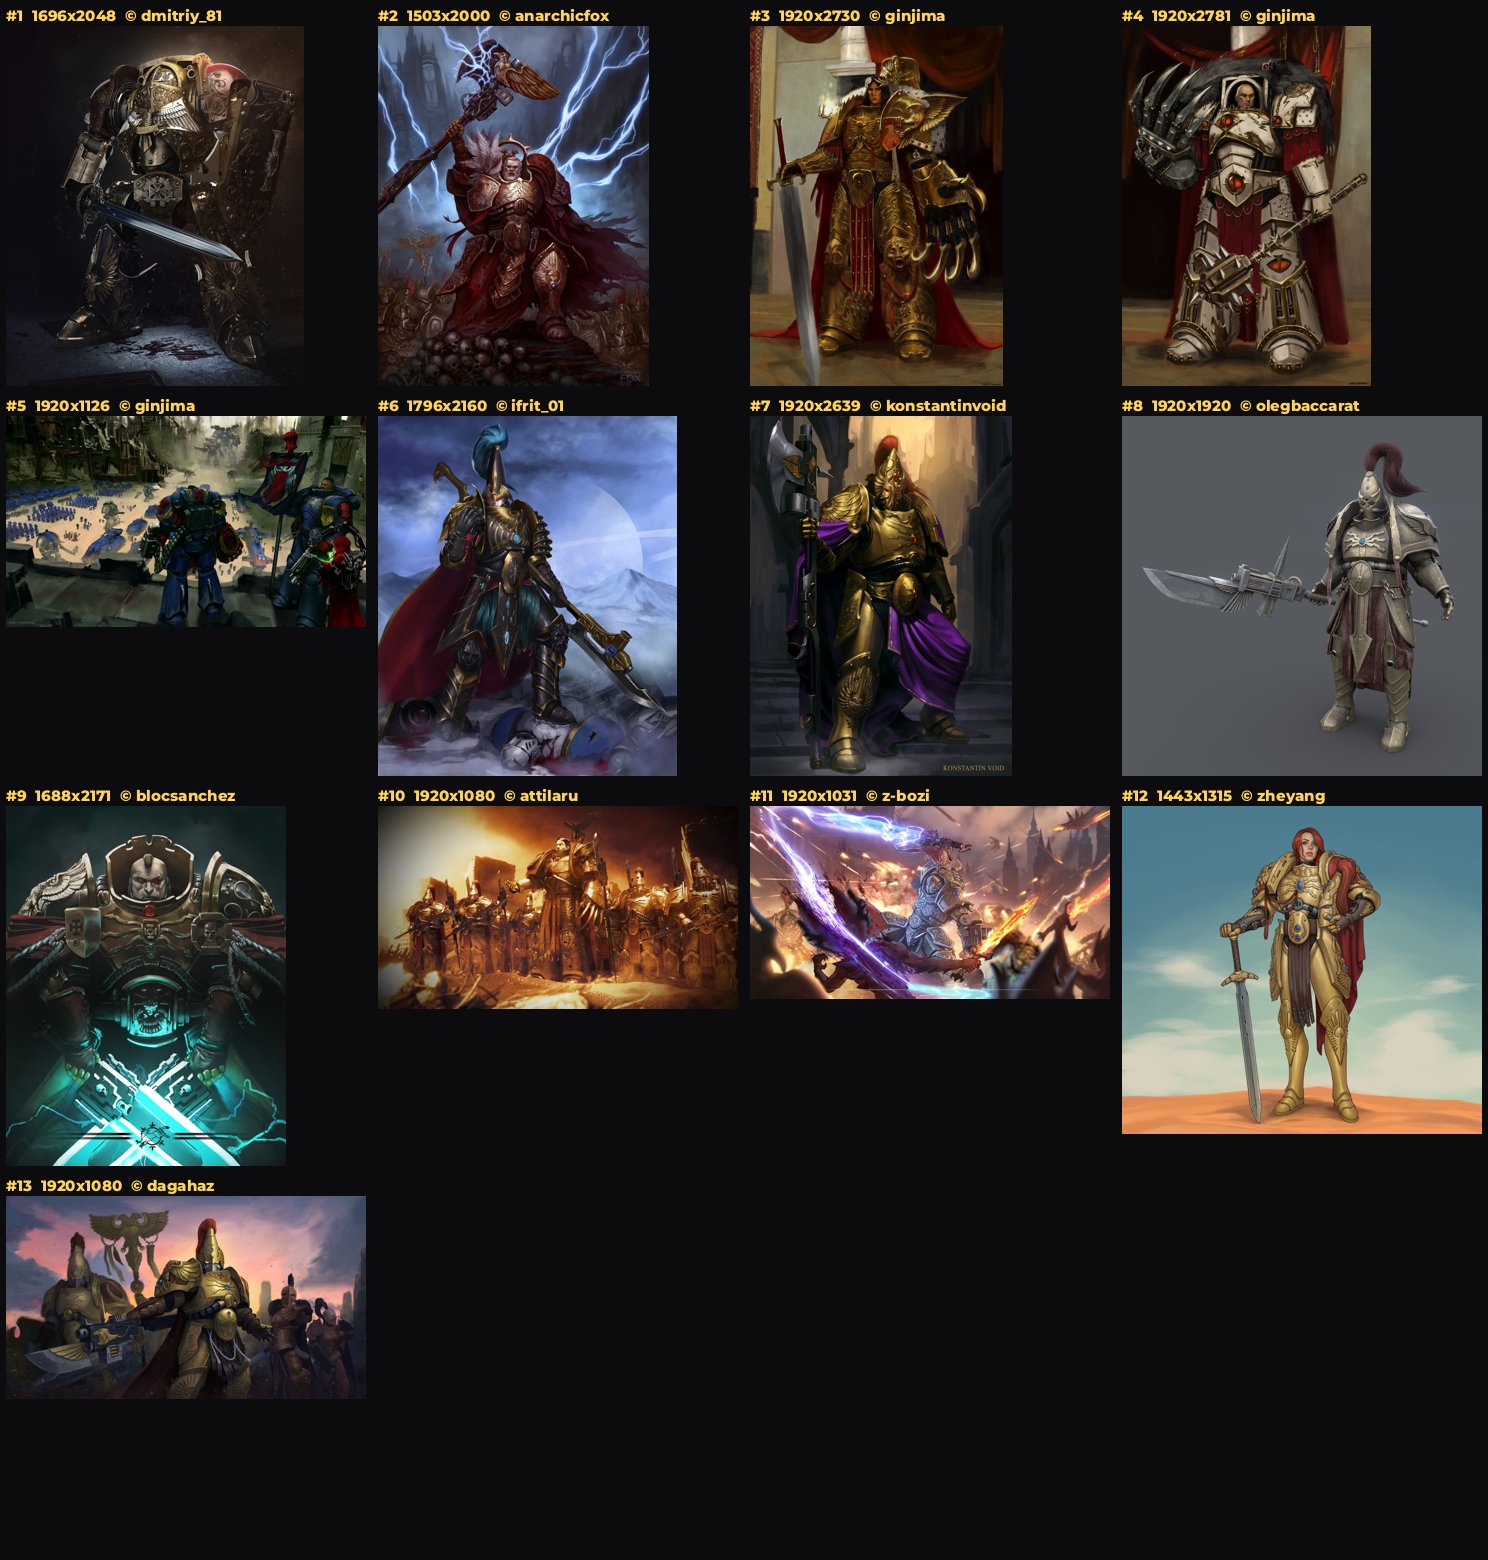 #1 1696x2048 © dmitriy_81
#2 1503x2000 © anarchicfox
#3 1920x2730 © ginjima
#4 1920x2781 © ginjima
FOX
#5 1920x1126 © ginjima
#6 1796x2160 © ifrit_01
#7 1920x2639 © konstantinvoid
#8 1920x1920 © olegbaccarat
KONSTANTIN VOID
#9 1688x2171 © blocsanchez
#10 1920x1080 © attilaru
#11 1920x1031 © z-bozi
#12 1443x1315 © zheyang
#13 1920x1080 © dagahaz